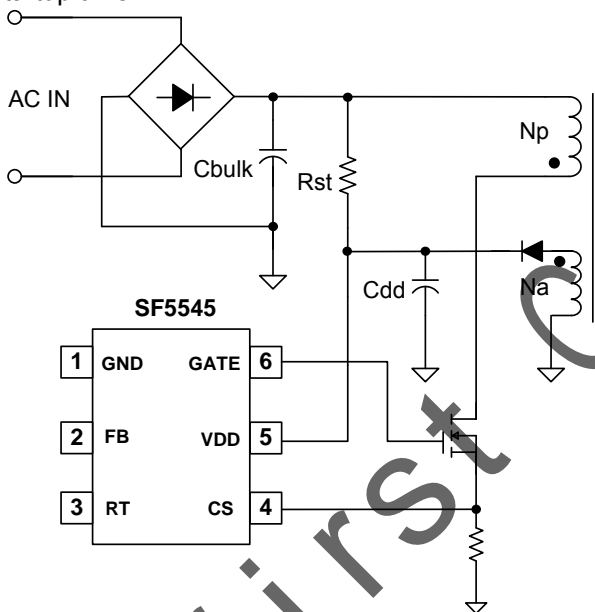 AC IN
Cbulk
Rst
Np
Cdd
Na
SF5545
1 GND GATE 6
2 FB VDD 5
3 RT CS 4